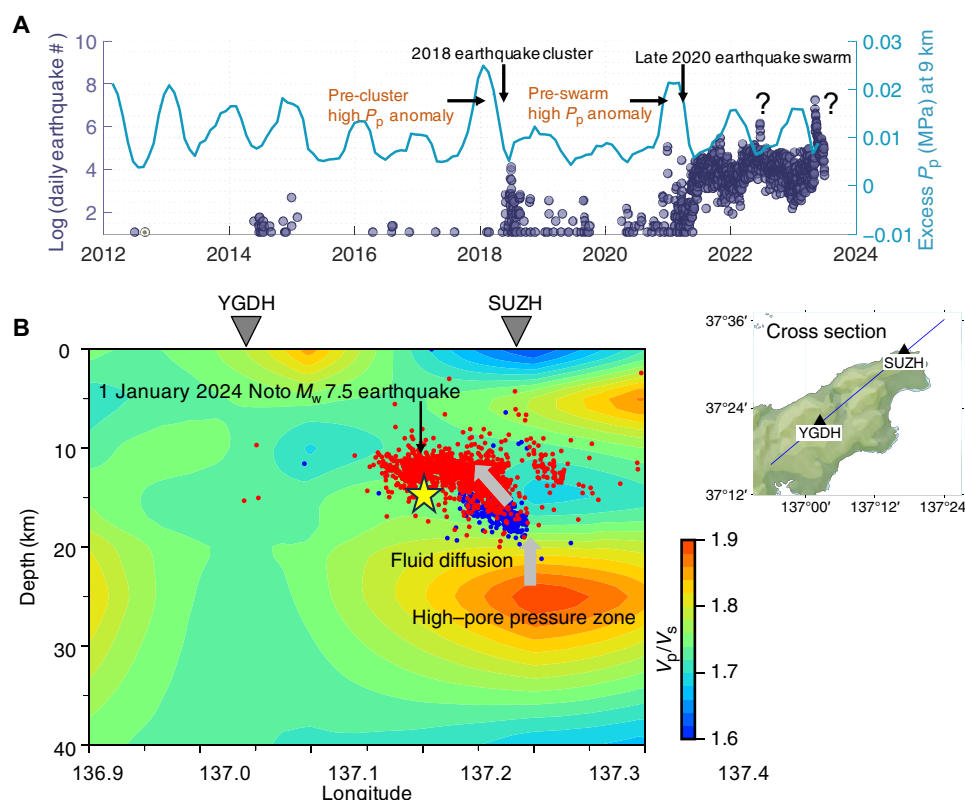 A
Log (daily earthquake #)
10
8
6
4
2
2018 earthquake cluster
Late 2020 earthquake swarm
Pre-cluster
high Pp anomaly
Pre-swarm
high Pp anomaly
?
?
0.03
0.02
0.01
0
−0.01
Excess Pp (MPa) at 9 km
2012
2014
2016
2018
2020
2022
2024
B
YGDH
SUZH
0
10
20
30
40
Depth (km)
1 January 2024 Noto Mw 7.5 earthquake
Fluid diffusion
High–pore pressure zone
136.9
137.0
137.1
137.2
137.3
137.4
Longitude
Cross section
37°36′
37°24′
37°12′
SUZH
YGDH
137°00′
137°12′
137°24′
Vp/Vs
1.9
1.8
1.7
1.6